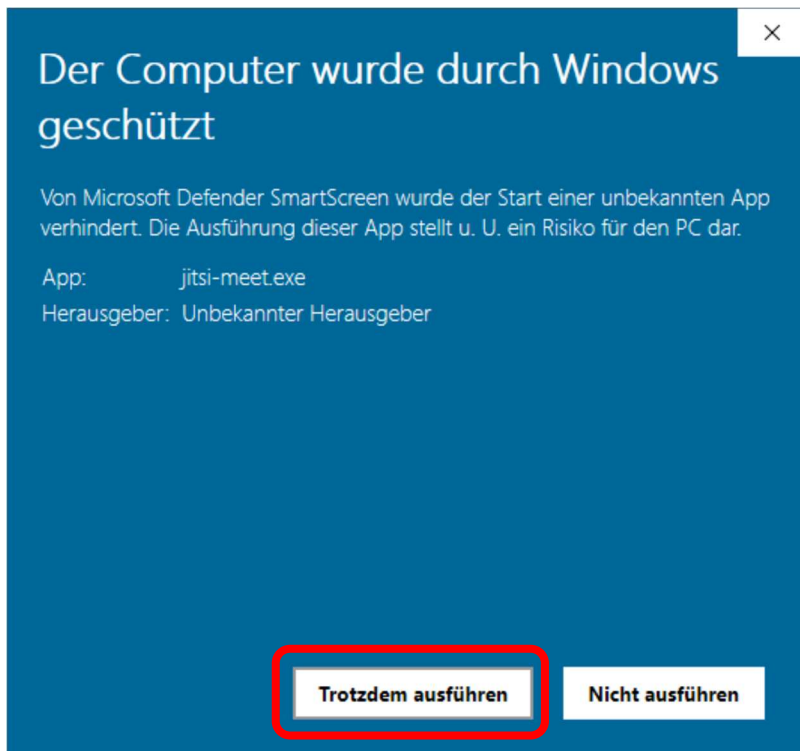 Der Computer wurde durch Windows
geschützt
Von Microsoft Defender SmartScreen wurde der Start einer unbekannten App
verhindert. Die Ausführung dieser App stellt u. U. ein Risiko für den PC dar.
App: jitsi-meet.exe
Herausgeber: Unbekannter Herausgeber
Trotzdem ausführen Nicht ausführen